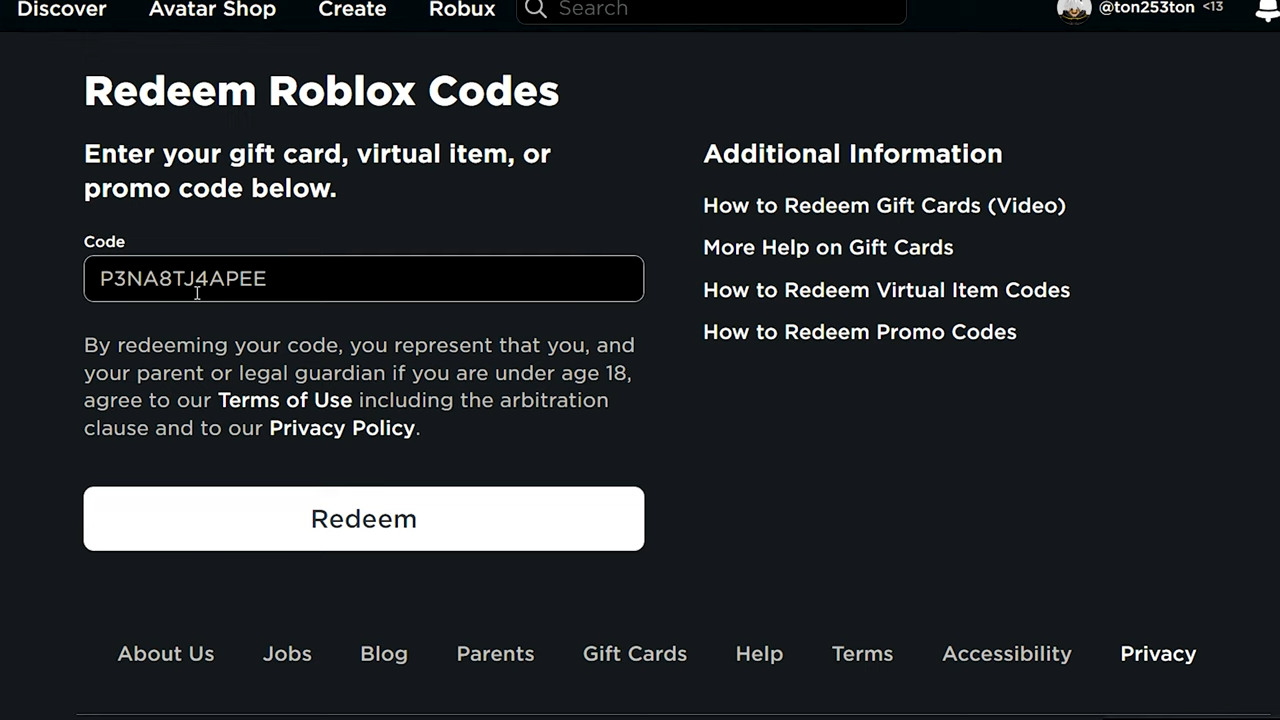 Discover Avatar Shop Create Robux Search @ton253ton <13
Redeem Roblox Codes
Enter your gift card, virtual item, or
promo code below.
Code
P3NA8TJ4APEE
By redeeming your code, you represent that you, and
your parent or legal guardian if you are under age 18,
agree to our Terms of Use including the arbitration
clause and to our Privacy Policy.
Redeem
Additional Information
How to Redeem Gift Cards (Video)
More Help on Gift Cards
How to Redeem Virtual Item Codes
How to Redeem Promo Codes
About Us Jobs Blog Parents Gift Cards Help Terms Accessibility Privacy